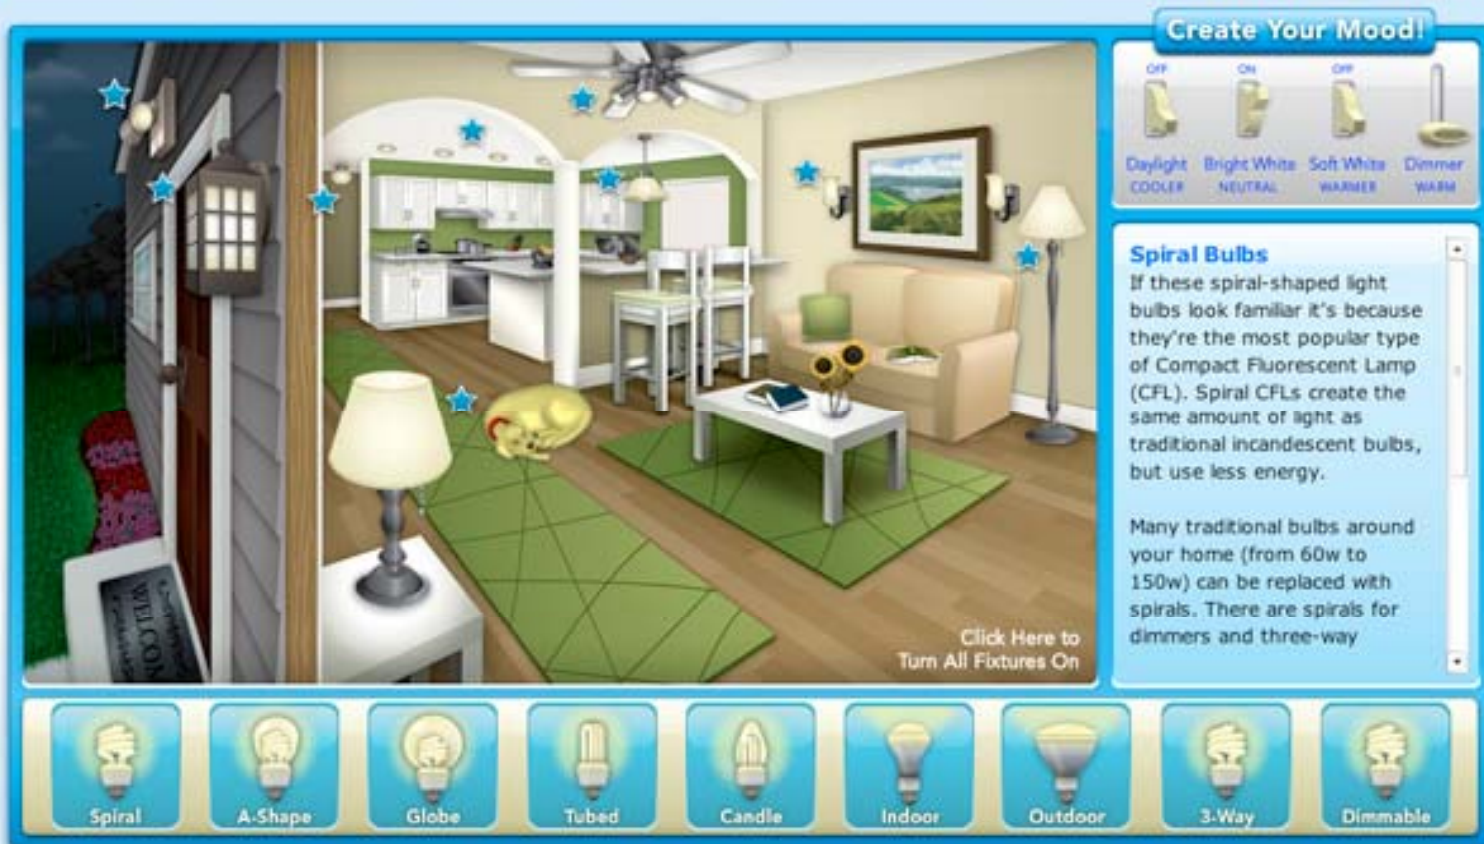 Create Your Mood!
OFF ON OFF
Daylight Bright White Soft White Dimmer
COOLER NEUTRAL WARMER WARM
Spiral Bulbs
If these spiral-shaped light
bulbs look familiar it's because
they're the most popular type
of Compact Fluorescent Lamp
(CFL). Spiral CFLs create the
same amount of light as
traditional incandescent bulbs,
but use less energy.
Many traditional bulbs around
your home (from 60w to
150w) can be replaced with
spirals. There are spirals for
dimmers and three-way
WELCOM
Click Here to
Turn All Fixtures On
Spiral A-Shape Globe Tubed Candle Indoor Outdoor 3-Way Dimmable